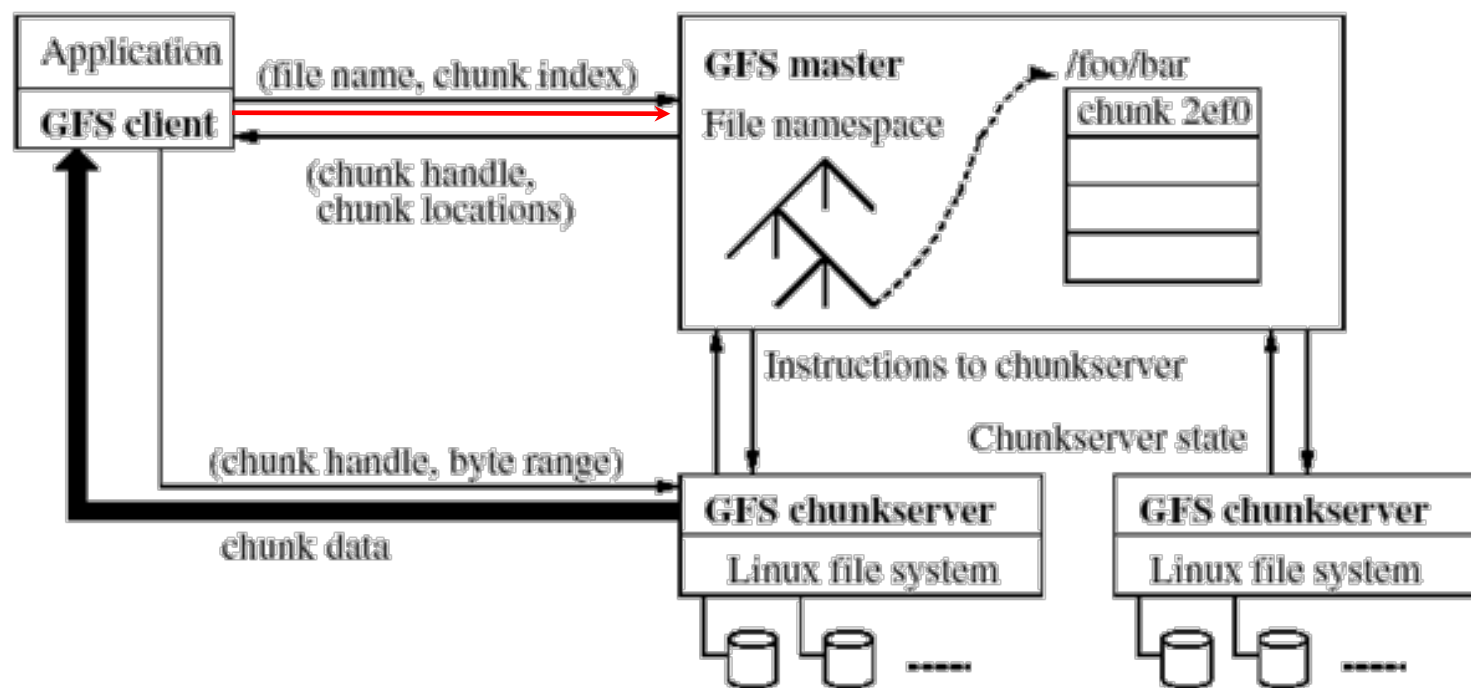 Application
GFS client
(file name, chunk index)
(chunk handle,
chunk locations)
GFS master
File namespace
/foo/bar
chunk 2ef0
Instructions to chunkserver
Chunkserver state
(chunk handle, byte range)
chunk data
GFS chunkserver
Linux file system
GFS chunkserver
Linux file system